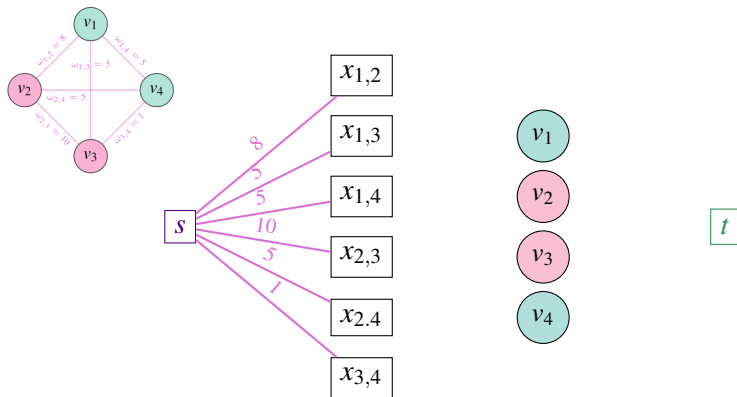 v₁
ω₁,₂ = 8
ω₁,₄ = 5
ω₁,₃ = 5
v₂
v₄
ω₂,₄ = 5
ω₂,₃ = 10
ω₃,₄ = 1
v₃
s
8
5
5
10
5
1
x₁,₂
x₁,₃
x₁,₄
x₂,₃
x₂.₄
x₃,₄
v₁
v₂
v₃
v₄
t